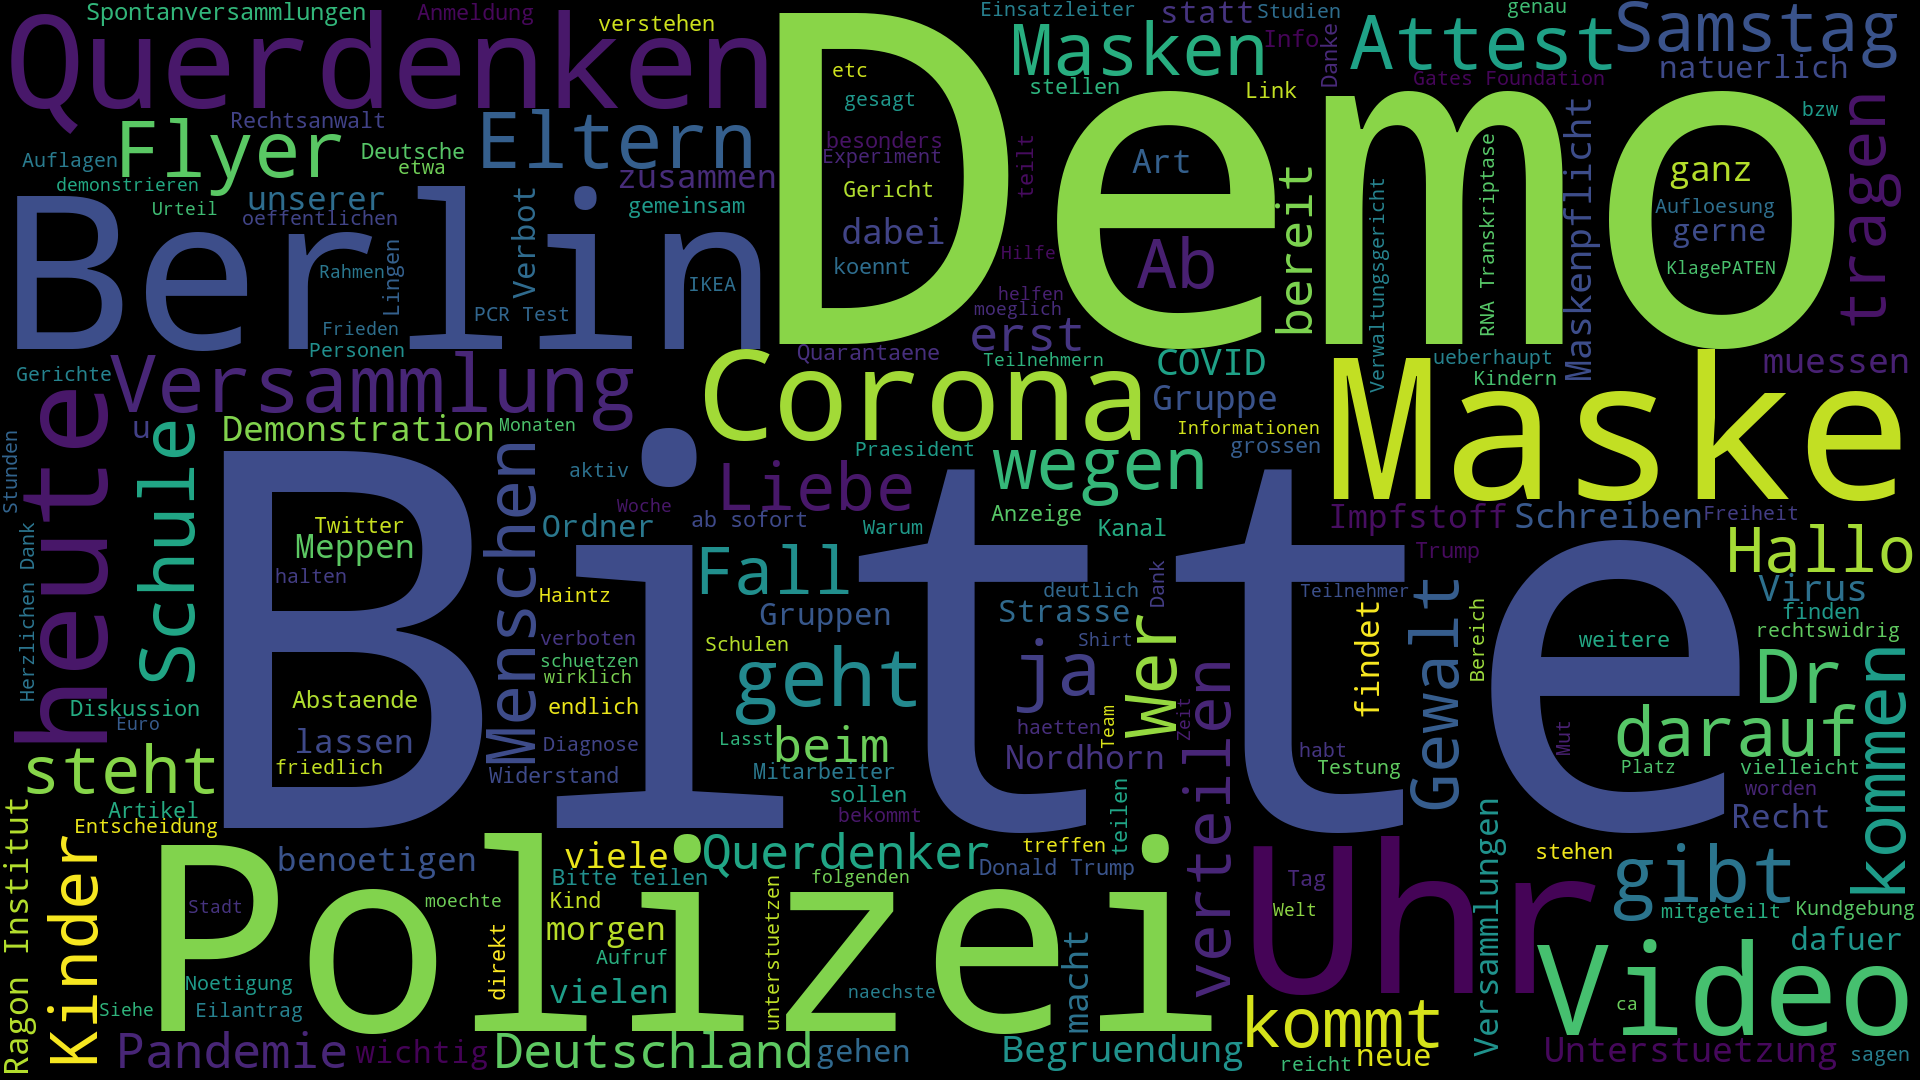 Spontanversammlungen
Anmeldung
verstehen
Querdenken
Demo
Einsatzleiter
statt
Studien
genau
Masken
Info
Danke
Attest
Samstag
natuerlich
Gates Foundation
stellen
Link
bzw
etc
gesagt
besonders
Experiment
Gericht
dabei
koennt
teilt
Art
Ab
Hilfe
helfen
moeglich
erst
bereit
Verwaltungsgericht
RNA Transkriptase
Maskenpflicht
ganz
Aufloesung
gerne
KlagePATEN
tragen
Rechtsanwalt
Flyer
Deutsche
etwa
Eltern
Auflagen
demonstrieren
Urteil
unserer
oeffentlichen
zusammen
gemeinsam
Berlin
Rahmen
Lingen
Verbot
IKEA
PCR Test
Frieden
Personen
Gerichte
Versammlung
Quarantaene
Teilnehmern
COVID
ueberhaupt
Kindern
muessen
Corona
Gruppe
Maske
heute
u
Schule
Demonstration
Monaten
Informationen
grossen
Praesident
wegen
Stunden
Menschen
aktiv
Liebe
Woche
Ordner
ab sofort
Warum
Anzeige
Kanal
Impfstoff
Schreiben
Freiheit
Bitte
Twitter
Meppen
halten
Herzlichen Dank
Haintz
Fall
Gruppen
deutlich
Dank
Strasse
Trump
Teilnehmer
Hallo
Virus
finden
rechtswidrig
verboten
schuetzen
wirklich
Schulen
geht
ja
Shirt
Wer
findet
Gewalt
Bereich
weitere
Dr
kommen
Abstaende
endlich
Diskussion
Euro
lassen
Diagnose
Lasst
beim
haetten
Team
Zeit
Nordhorn
habt
Testung
Mut
darauf
Platz
vielleicht
steht
friedlich
Widerstand
Mitarbeiter
sollen
bekommt
teilen
verteilen
worden
Recht
Artikel
Entscheidung
Ragon Institut
Kinder
Polizei
benoetigen
viele
Bitte teilen
Querdenker
treffen
Donald Trump
folgenden
Uhr
Tag
Welt
Versammlungen
stehen
gibt
mitgeteilt
Kundgebung
dafuer
Stadt
moechte
Kind
morgen
Aufruf
direkt
unterstuetzen
vielen
naechste
macht
Noetigung
Siehe
Eilantrag
Video
ca
Pandemie
wichtig
Deutschland
gehen
Begruendung
kommt
reicht
neue
Unterstuetzung
sagen